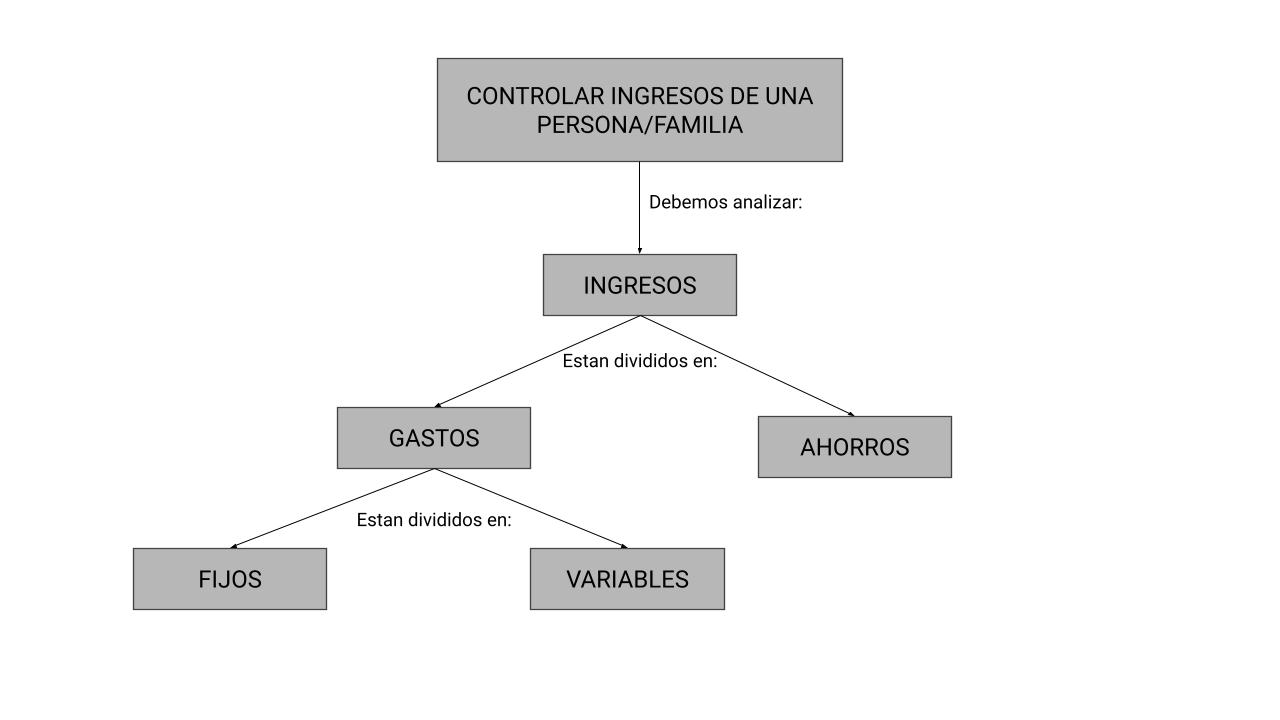 CONTROLAR INGRESOS DE UNA
PERSONA/FAMILIA
Debemos analizar:
INGRESOS
Estan divididos en:
GASTOS
AHORROS
Estan divididos en:
FIJOS
VARIABLES